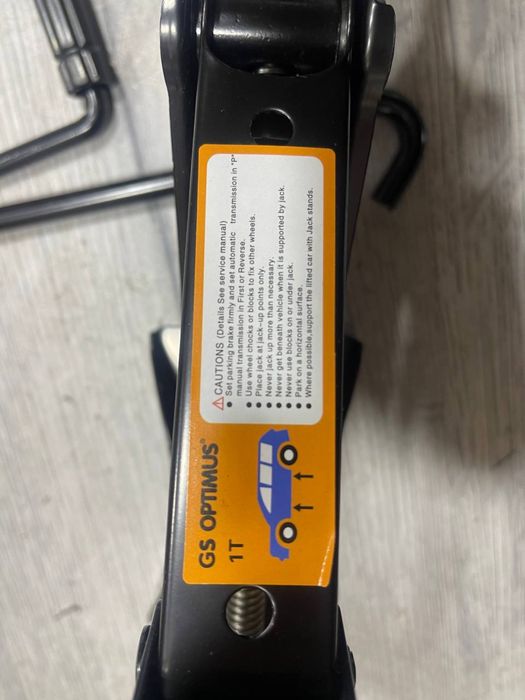 ⚠ CAUTIONS (Details See service manual)
● Set parking brake firmly and set automatic transmission in "P"
manual transmission in First or Reverse.
● Use wheel chocks or blocks to fix other wheels.
● Place jack at jack-up points only.
● Never jack up more than necessary.
● Never get beneath vehicle when it is supported by jack.
● Never use blocks on or under jack.
● Park on a horizontal surface.
● Where possible,support the lifted car with Jack stands.
GS OPTIMUS®
1T